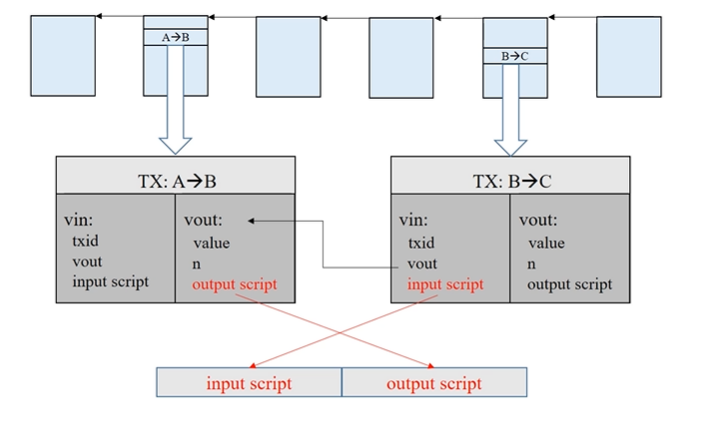 A→B
B→C
TX: A→B
vin:
txid
vout
input script
vout:
value
n
output script
TX: B→C
vin:
txid
vout
input script
vout:
value
n
output script
input script
output script